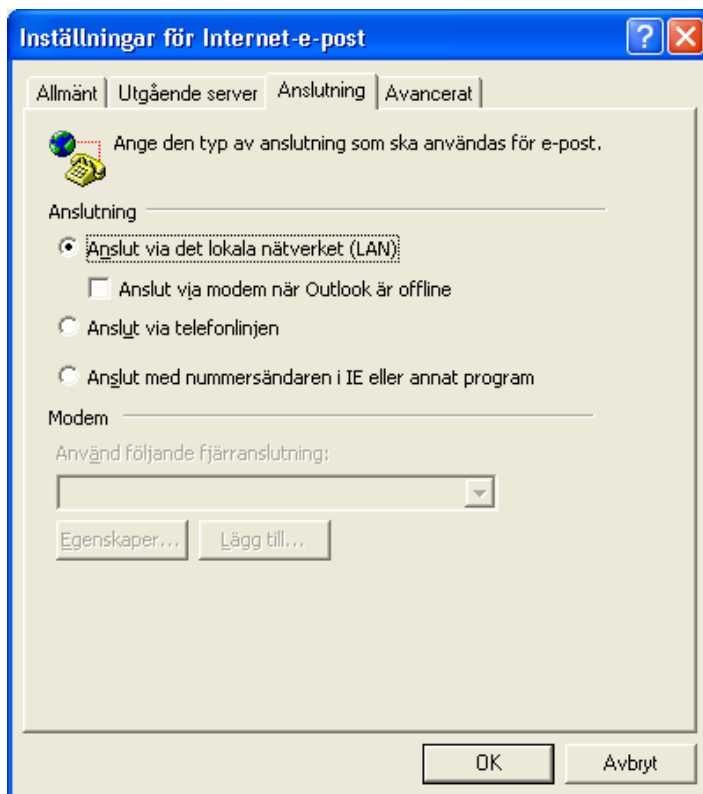 Inställningar för Internet-e-post
Allmänt Utgående server Anslutning Avancerat
Ange den typ av anslutning som ska användas för e-post.
Anslutning
Anslut via det lokala nätverket (LAN)
Anslut via modem när Outlook är offline
Anslut via telefonlinjen
Anslut med nummersändaren i IE eller annat program
Modem
Använd följande fjärranslutning:
Egenskaper... Lägg till...
OK Avbryt